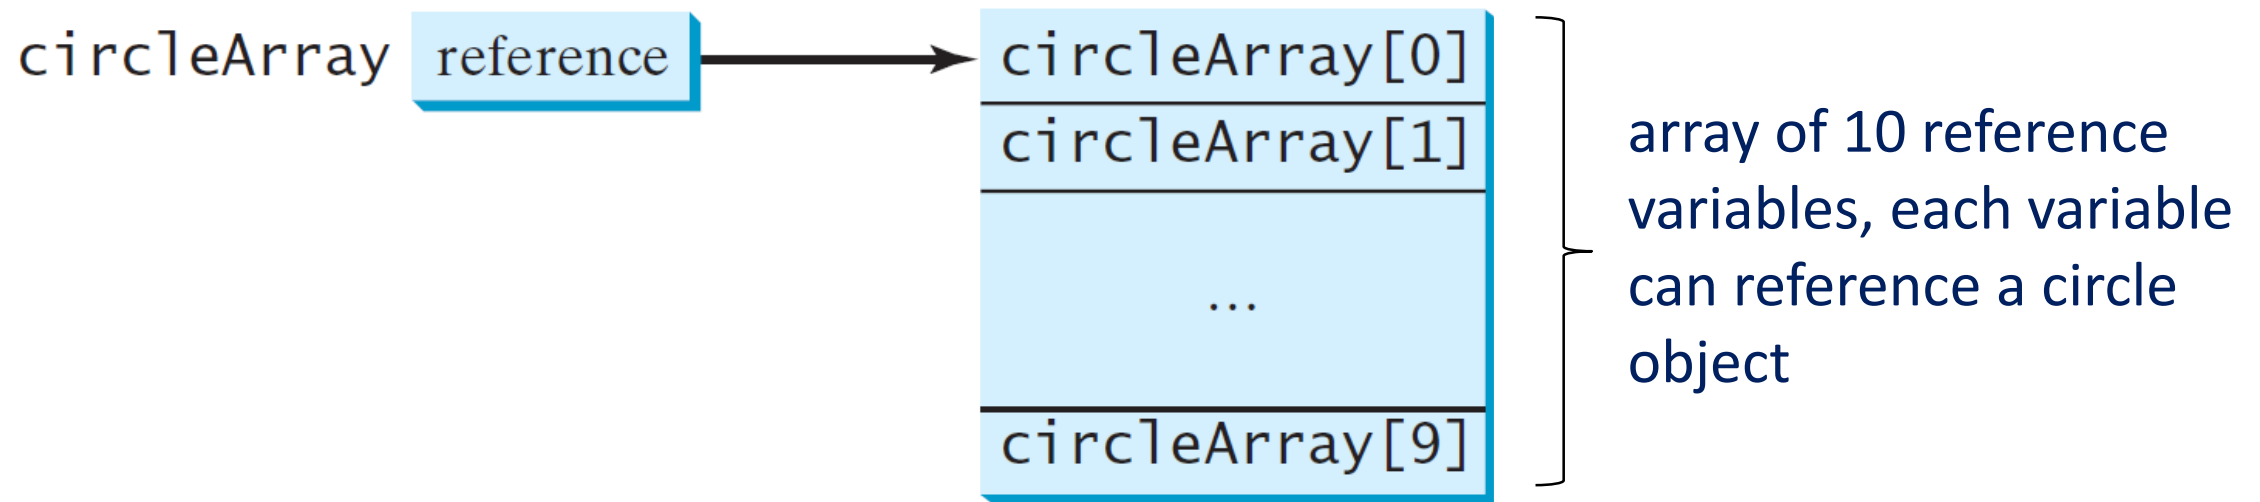 circleArray reference
circleArray[0]
circleArray[1]
...
circleArray[9]
array of 10 reference
variables, each variable
can reference a circle
object